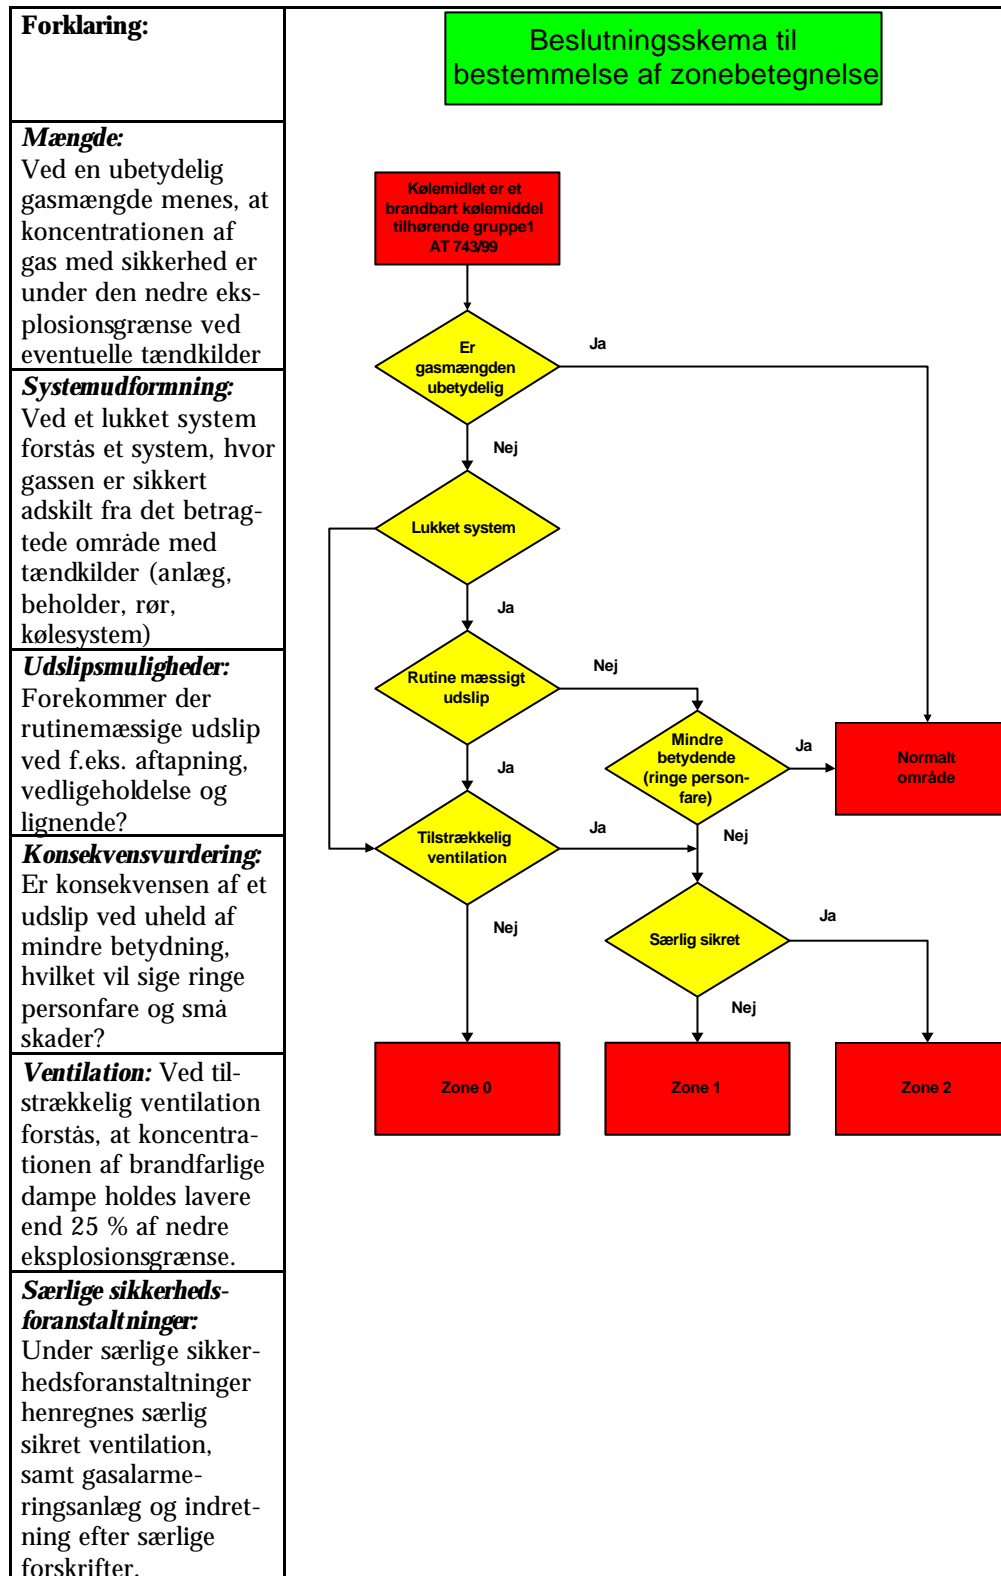 Forklaring:
Beslutningsskema til
bestemmelse af zonebetegnelse
Mængde:
Ved en ubetydelig
gasmængde menes, at
koncentrationen af
gas med sikkerhed er
under den nedre eks-
plosionsgrænse ved
eventuelle tændkilder
Systemudformning:
Ved et lukket system
forstås et system, hvor
gassen er sikkert
adskilt fra det betrag-
tede område med
tændkilder (anlæg,
beholder, rør,
kølesystem)
Udslipsmuligheder:
Forekommer der
rutinemæssige udslip
ved f.eks. aftapning,
vedligeholdelse og
lignende?
Konsekvensvurdering:
Er konsekvensen af et
udslip ved uheld af
mindre betydning,
hvilket vil sige ringe
personfare og små
skader?
Ventilation: Ved til-
strækkelig ventilation
forstås, at koncentra-
tionen af brandfarlige
dampe holdes lavere
end 25 % af nedre
eksplosionsgrænse.
Særlige sikkerheds-
foranstaltninger:
Under særlige sikker-
hedsforanstaltninger
henregnes særlig
sikret ventilation,
samt gasalarme-
ringsanlæg og indret-
ning efter særlige
forskrifter.
Kølemidlet er et
brandbart kølemiddel
tilhørende gruppe1
AT 743/99
Er
gasmængden
ubetydelig
Ja
Nej
Lukket system
Ja
Rutine mæssigt
udslip
Nej
Ja
Mindre
betydende
(ringe person-
fare)
Ja
Normalt
område
Nej
Tilstrækkelig
ventilation
Ja
Nej
Særlig sikret
Ja
Nej
Zone 0
Zone 1
Zone 2